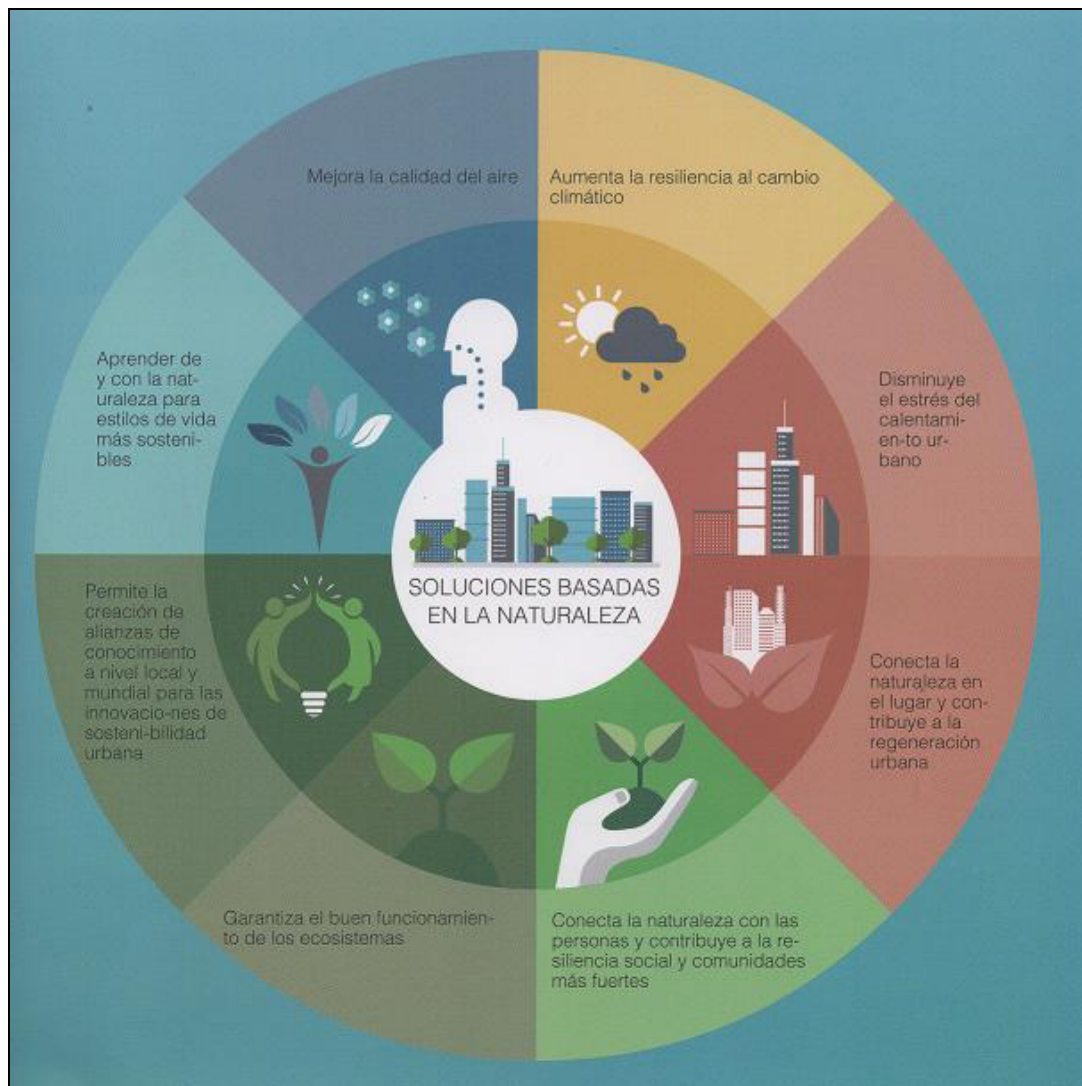 Mejora la calidad del aire
Aumenta la resiliencia al cambio
climático
Disminuye
el estrés del
calentami-
en-to ur-
bano
Conecta la
naturaleza en
el lugar y con-
tribuye a la
regeneración
urbana
Conecta la naturaleza con las
personas y contribuye a la re-
siliencia social y comunidades
más fuertes
Garantiza el buen funcionamien-
to de los ecosistemas
Permite la
creación de
alianzas de
conocimiento
a nivel local y
mundial para las
innovacio-nes de
sosteni-bilidad
urbana
Aprender de
y con la nat-
uraleza para
estilos de vida
más sosteni-
bles
SOLUCIONES BASADAS
EN LA NATURALEZA